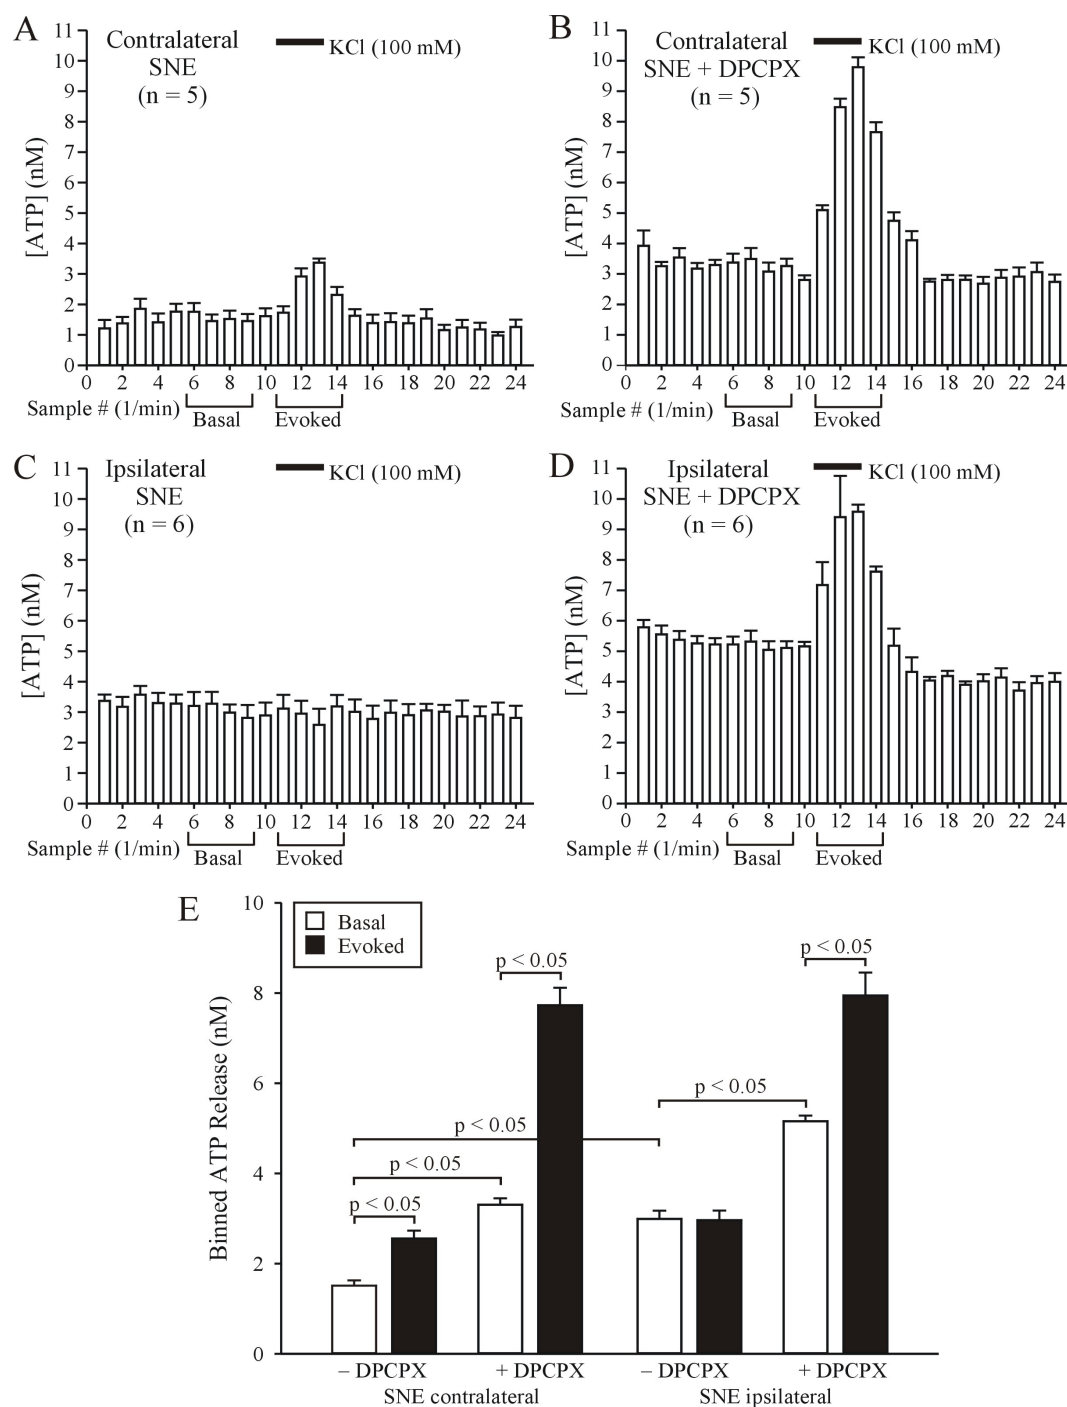 A
11
10
9
8
7
6
5
4
3
2
1
0
[ATP] (nM)
Contralateral
SNE
(n = 5)
KCl (100 mM)
0 2 4 6 8 10 12 14 16 18 20 22 24
Sample # (1/min)
Basal
Evoked
B
11
10
9
8
7
6
5
4
3
2
1
0
[ATP] (nM)
Contralateral
SNE + DPCPX
(n = 5)
KCl (100 mM)
0 2 4 6 8 10 12 14 16 18 20 22 24
Sample # (1/min)
Basal
Evoked
C
11
10
9
8
7
6
5
4
3
2
1
0
[ATP] (nM)
Ipsilateral
SNE
(n = 6)
KCl (100 mM)
0 2 4 6 8 10 12 14 16 18 20 22 24
Sample # (1/min)
Basal
Evoked
D
11
10
9
8
7
6
5
4
3
2
1
0
[ATP] (nM)
Ipsilateral
SNE + DPCPX
(n = 6)
KCl (100 mM)
0 2 4 6 8 10 12 14 16 18 20 22 24
Sample # (1/min)
Basal
Evoked
E
10
8
6
4
2
0
Binned ATP Release (nM)
Basal
Evoked
p < 0.05
p < 0.05
p < 0.05
p < 0.05
p < 0.05
p < 0.05
– DPCPX
+ DPCPX
– DPCPX
+ DPCPX
SNE contralateral
SNE ipsilateral